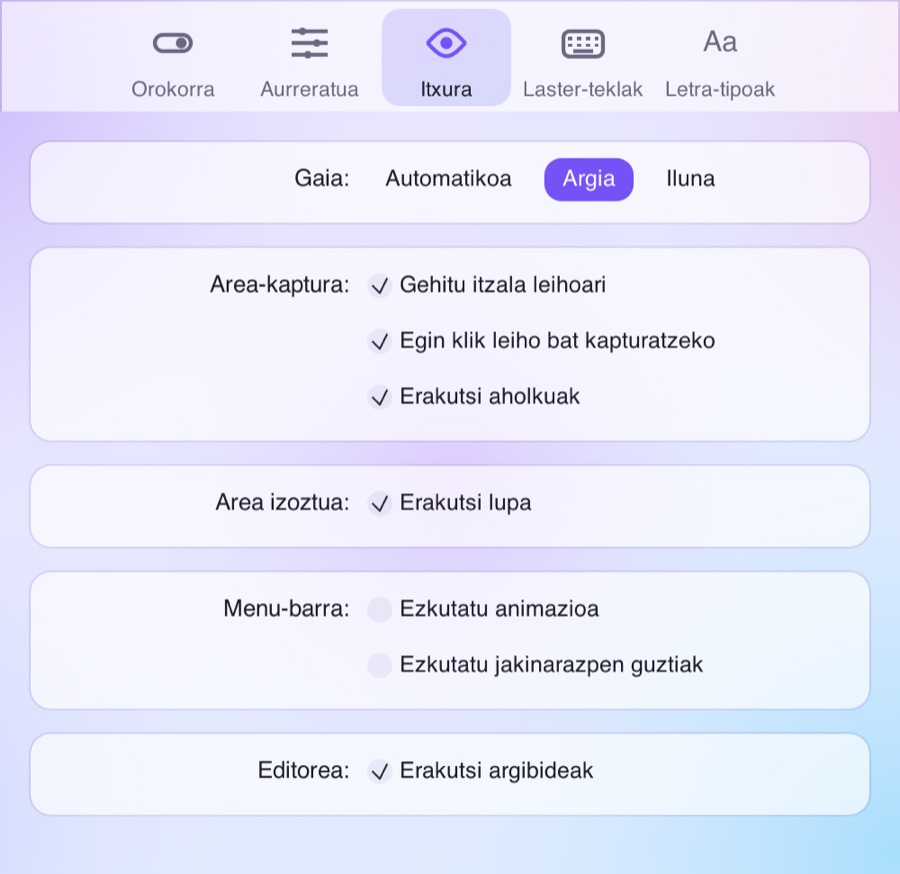 Aa
Orokorra Aurreratua Itxura Laster-teklak Letra-tipoak
Gaia: Automatikoa Argia Iluna
Area-kaptura: Gehitu itzala leihoari
Egin klik leiho bat kapturatzeko
Erakutsi aholkuak
Area izoztua: Erakutsi lupa
Menu-barra: Ezkutatu animazioa
Ezkutatu jakinarazpen guztiak
Editorea: Erakutsi argibideak